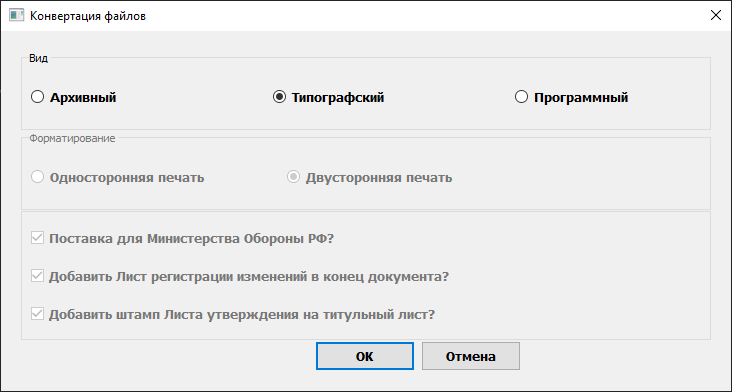 Конвертация файлов
Вид
Архивный Типографский Программный
Форматирование
Односторонняя печать Двусторонняя печать
Поставка для Министерства Обороны РФ?
Добавить Лист регистрации изменений в конец документа?
Добавить штамп Листа утверждения на титульный лист?
OK Отмена